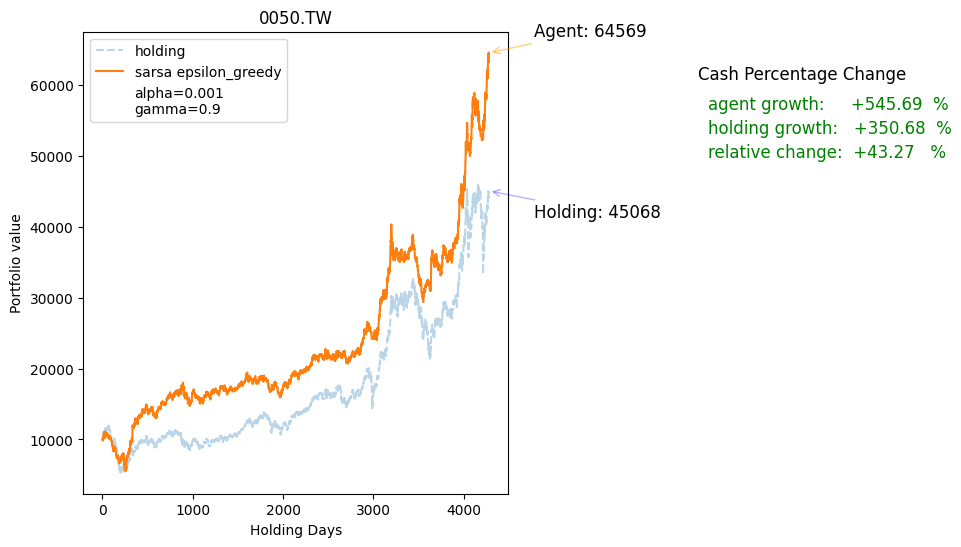 0050.TW
Agent: 64569
holding
sarsa epsilon_greedy
alpha=0.001
gamma=0.9
Cash Percentage Change
agent growth: +545.69 %
holding growth: +350.68 %
relative change: +43.27 %
Holding: 45068
Portfolio value
60000
50000
40000
30000
20000
10000
0
1000
2000
3000
4000
Holding Days